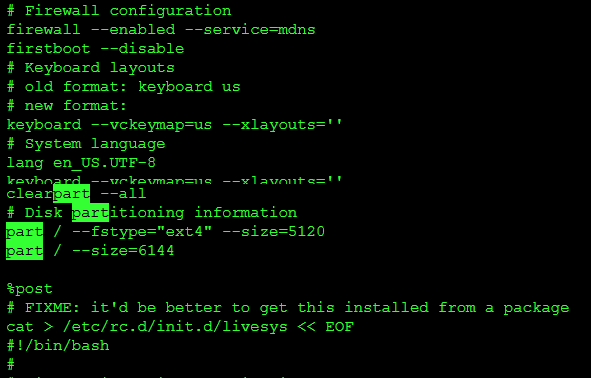 # Firewall configuration
firewall --enabled --service=mdns
firstboot --disable
# Keyboard layouts
# old format: keyboard us
# new format:
keyboard --vckeymap=us --xlayouts=''
# System language
lang en_US.UTF-8
keyboard --vckeymap=us --xlayouts=''
clearpart --all
# Disk partitioning information
part / --fstype="ext4" --size=5120
part / --size=6144
%post
# FIXME: it'd be better to get this installed from a package
cat > /etc/rc.d/init.d/livesys << EOF
#!/bin/bash
#